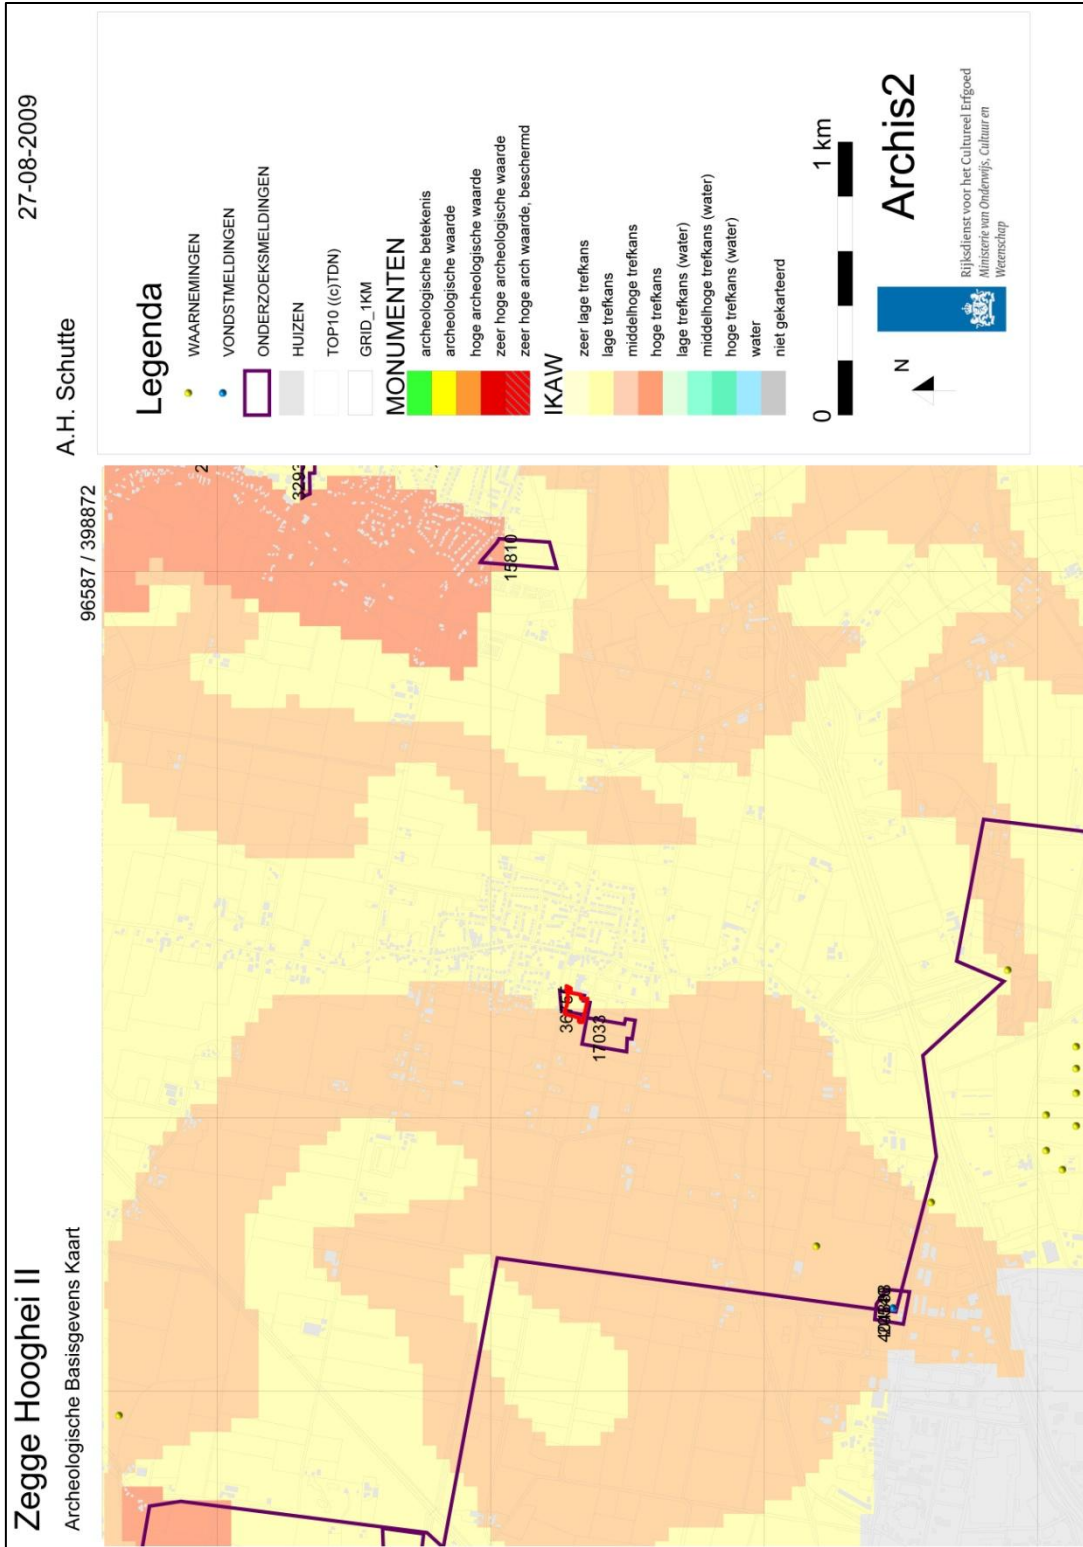 Zegge Hooghei II
Archeologische Basisgevens Kaart
A.H. Schutte
27-08-2009
96587 / 398872
15810
17033
Legenda
WAARNEMINGEN
VONDSTMELDINGEN
ONDERZOEKSMELDINGEN
HUIZEN
TOP10 ((c)TDN)
GRID_1KM
MONUMENTEN
archeologische betekenis
archeologische waarde
hoge archeologische waarde
zeer hoge archeologische waarde
zeer hoge arch waarde, beschermd
IKAW
zeer lage trefkans
lage trefkans
middelhoge trefkans
hoge trefkans
lage trefkans (water)
middelhoge trefkans (water)
hoge trefkans (water)
water
niet gekarteerd
0
1 km
N
Archis2
Rijksdienst voor het Cultureel Erfgoed
Ministerie van Onderwijs, Cultuur en
Wetenschap